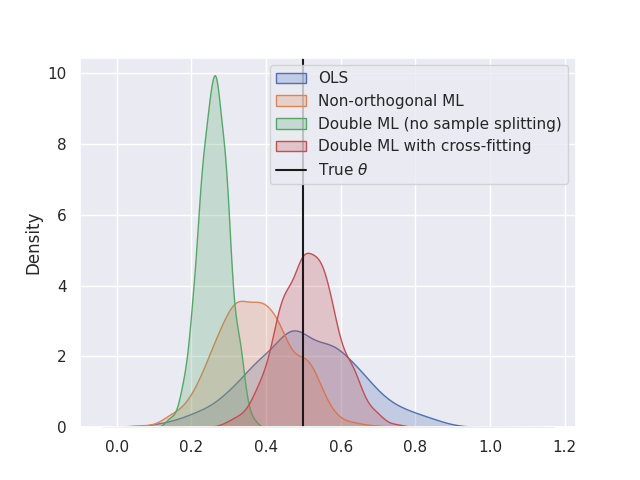 10
8
6
4
2
0
Density
OLS
Non-orthogonal ML
Double ML (no sample splitting)
Double ML with cross-fitting
True θ
0.0 0.2 0.4 0.6 0.8 1.0 1.2